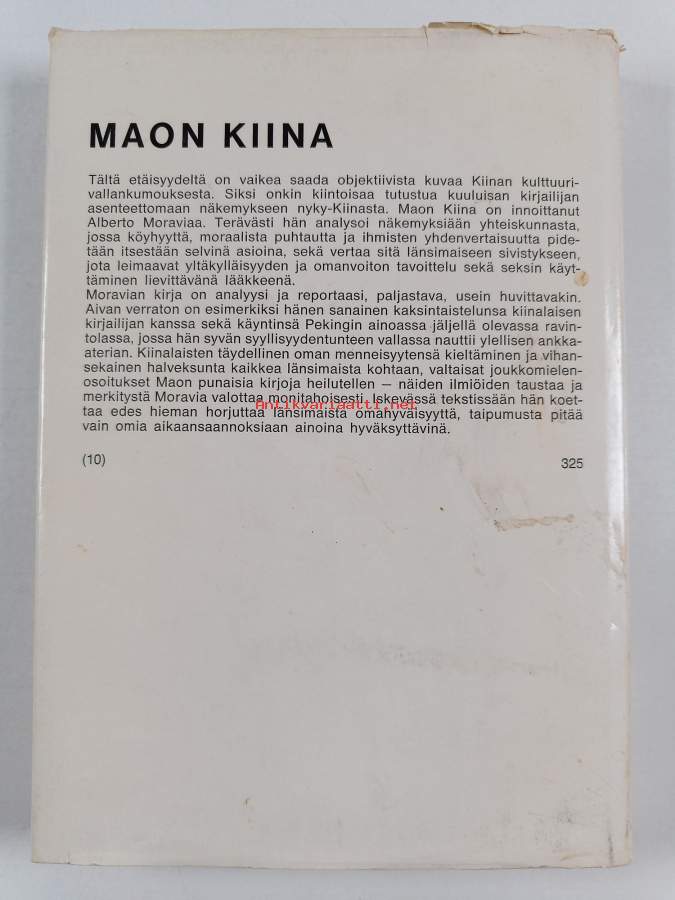 MAON KIINA
Tältä etäisyydeltä on vaikea saada objektiivista kuvaa Kiinan kulttuuri-
vallankumouksesta. Siksi onkin kiintoisaa tutustua kuuluisan kirjailijan
asenteettomaan näkemykseen nyky-Kiinasta. Maon Kiina on innoittanut
Alberto Moraviaa. Terävästi hän analysoi näkemyksiään yhteiskunnasta,
jossa köyhyyttä, moraalista puhtautta ja ihmisten yhdenvertaisuutta pide-
tään itsestään selvinä asioina, sekä vertaa sitä länsimaiseen sivistykseen,
jota leimaavat yltäkylläisyyden ja omanvoiton tavoittelu sekä seksin käyt-
täminen lievittävänä lääkkeenä.
Moravian kirja on analyysi ja reportaasi, paljastava, usein huvittavakin.
Aivan verraton on esimerkiksi hänen sanainen kaksintaistelunsa kiinalaisen
kirjailijan kanssa sekä käyntinsä Pekingin ainoassa jäljellä olevassa ravin-
tolassa, jossa hän syvän syyllisyydentunteen vallassa nauttii ylellisen ankka-
aterian. Kiinalaisten täydellinen oman menneisyytensä kieltäminen ja vihan-
sekainen halveksunta kaikkea länsimaista kohtaan, valtaisat joukkomielen-
osoitukset Maon punaisia kirjoja heilutellen — näiden ilmiöiden taustaa ja
merkitystä Moravia valottaa monitahoisesti. Iskevässä tekstissään hän koet-
Antikvariaatti.net
taa edes hieman horjuttaa länsimaista omahyväisyyttä, taipumusta pitää
vain omia aikaansaannoksiaan ainoina hyväksyttävinä.
(10) 325